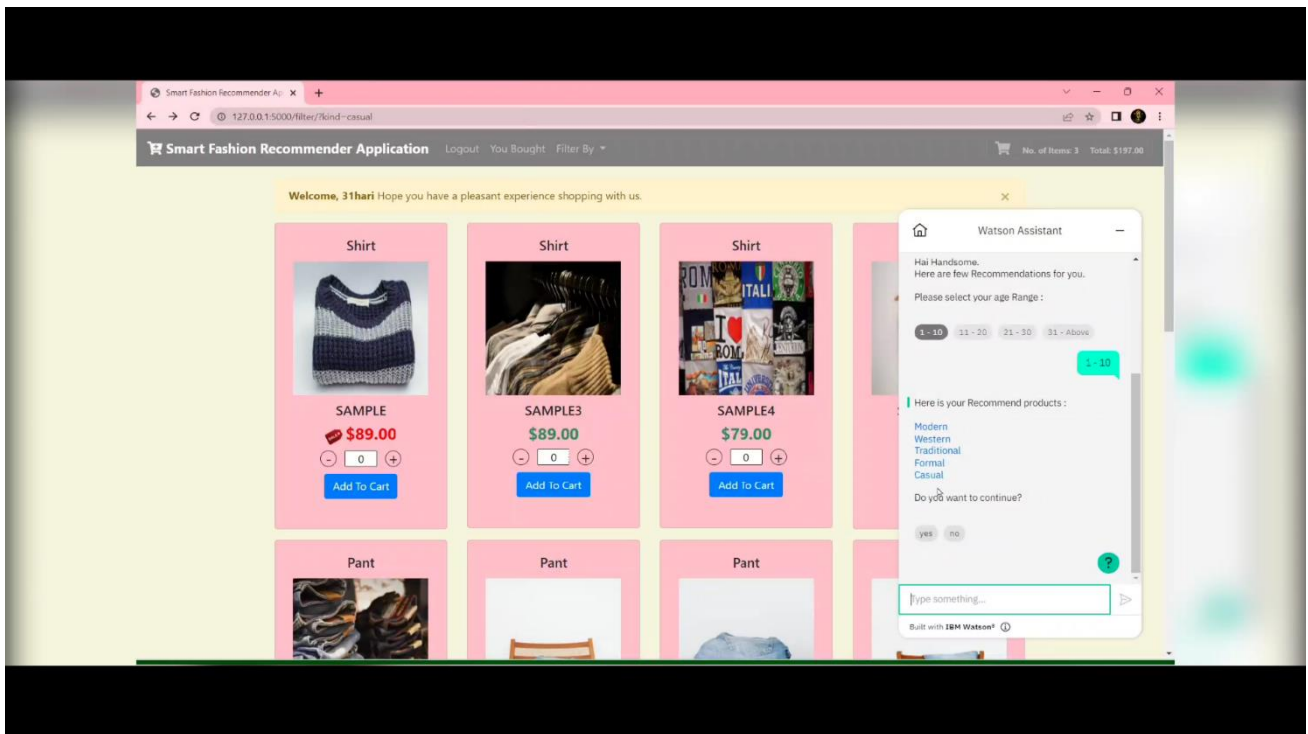 Smart Fashion Recommender Ap
127.0.0.1:5000/filter/?kind=casual
Smart Fashion Recommender Application Logout You Bought Filter By No. of Items: 3 Total: $197.00
Welcome, 31hari Hope you have a pleasant experience shopping with us. ×
Shirt
SAMPLE
$89.00
- 0 +
Add To Cart
Shirt
SAMPLE3
$89.00
- 0 +
Add To Cart
Shirt
ROM
ITALI
I
ROM
ITAL
SAMPLE4
$79.00
- 0 +
Add To Cart
Pant
Pant
Pant
Watson Assistant
Hai Handsome.
Here are few Recommendations for you.
Please select your age Range :
1 - 10 11 - 20 21 - 30 31 - Above
1 - 10
Here is your Recommend products :
Modern
Western
Traditional
Formal
Casual
Do you want to continue?
yes no
?
Type something...
Built with IBM Watson®